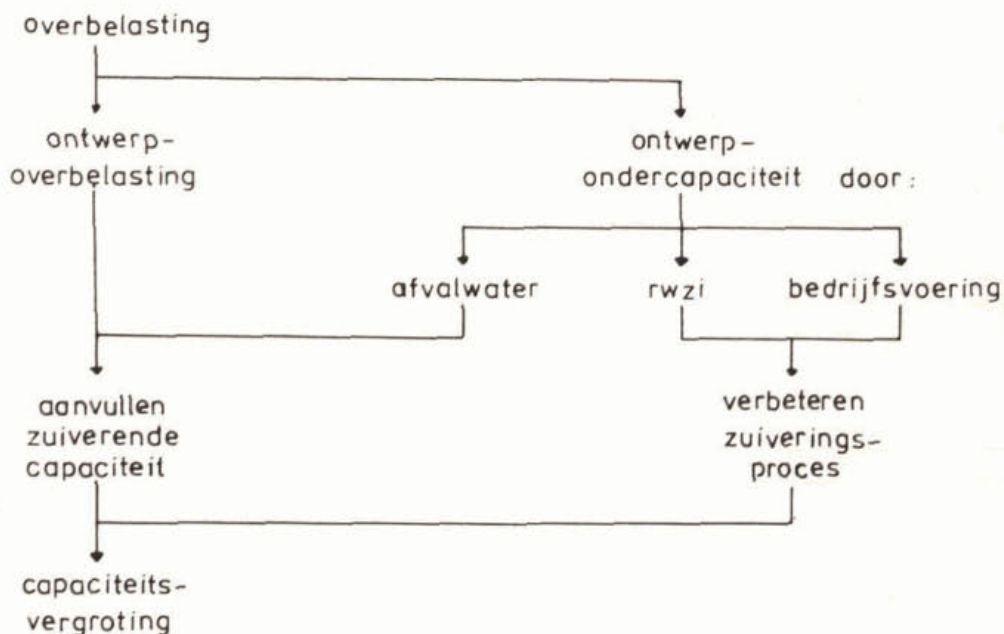 overbelasting
ontwerp-
overbelasting
ontwerp-
ondercapaciteit door:
afvalwater
rwzi
bedrijfsvoering
aanvullen
zuiverende
capaciteit
verbeteren
zuiverings-
proces
capaciteits-
vergroting